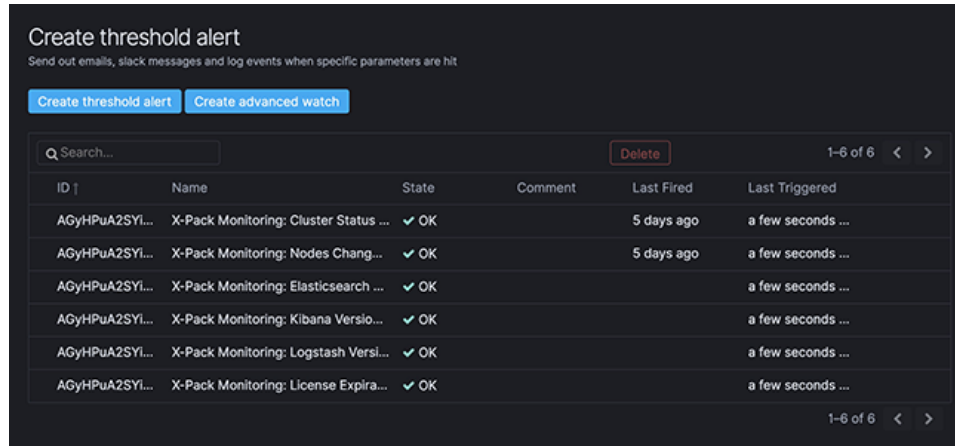 Create threshold alert
Send out emails, slack messages and log events when specific parameters are hit
Create threshold alert Create advanced watch
Search... Delete 1–6 of 6
ID↑ Name State Comment Last Fired Last Triggered
AGyHPuA2SYi... X-Pack Monitoring: Cluster Status ... OK 5 days ago a few seconds ...
AGyHPuA2SYi... X-Pack Monitoring: Nodes Chang... OK 5 days ago a few seconds ...
AGyHPuA2SYi... X-Pack Monitoring: Elasticsearch ... OK a few seconds ...
AGyHPuA2SYi... X-Pack Monitoring: Kibana Versio... OK a few seconds ...
AGyHPuA2SYi... X-Pack Monitoring: Logstash Versi... OK a few seconds ...
AGyHPuA2SYi... X-Pack Monitoring: License Expira... OK a few seconds ...
1–6 of 6